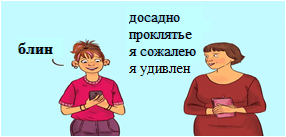 блин
досадно
проклятье
я сожалею
я удивлен